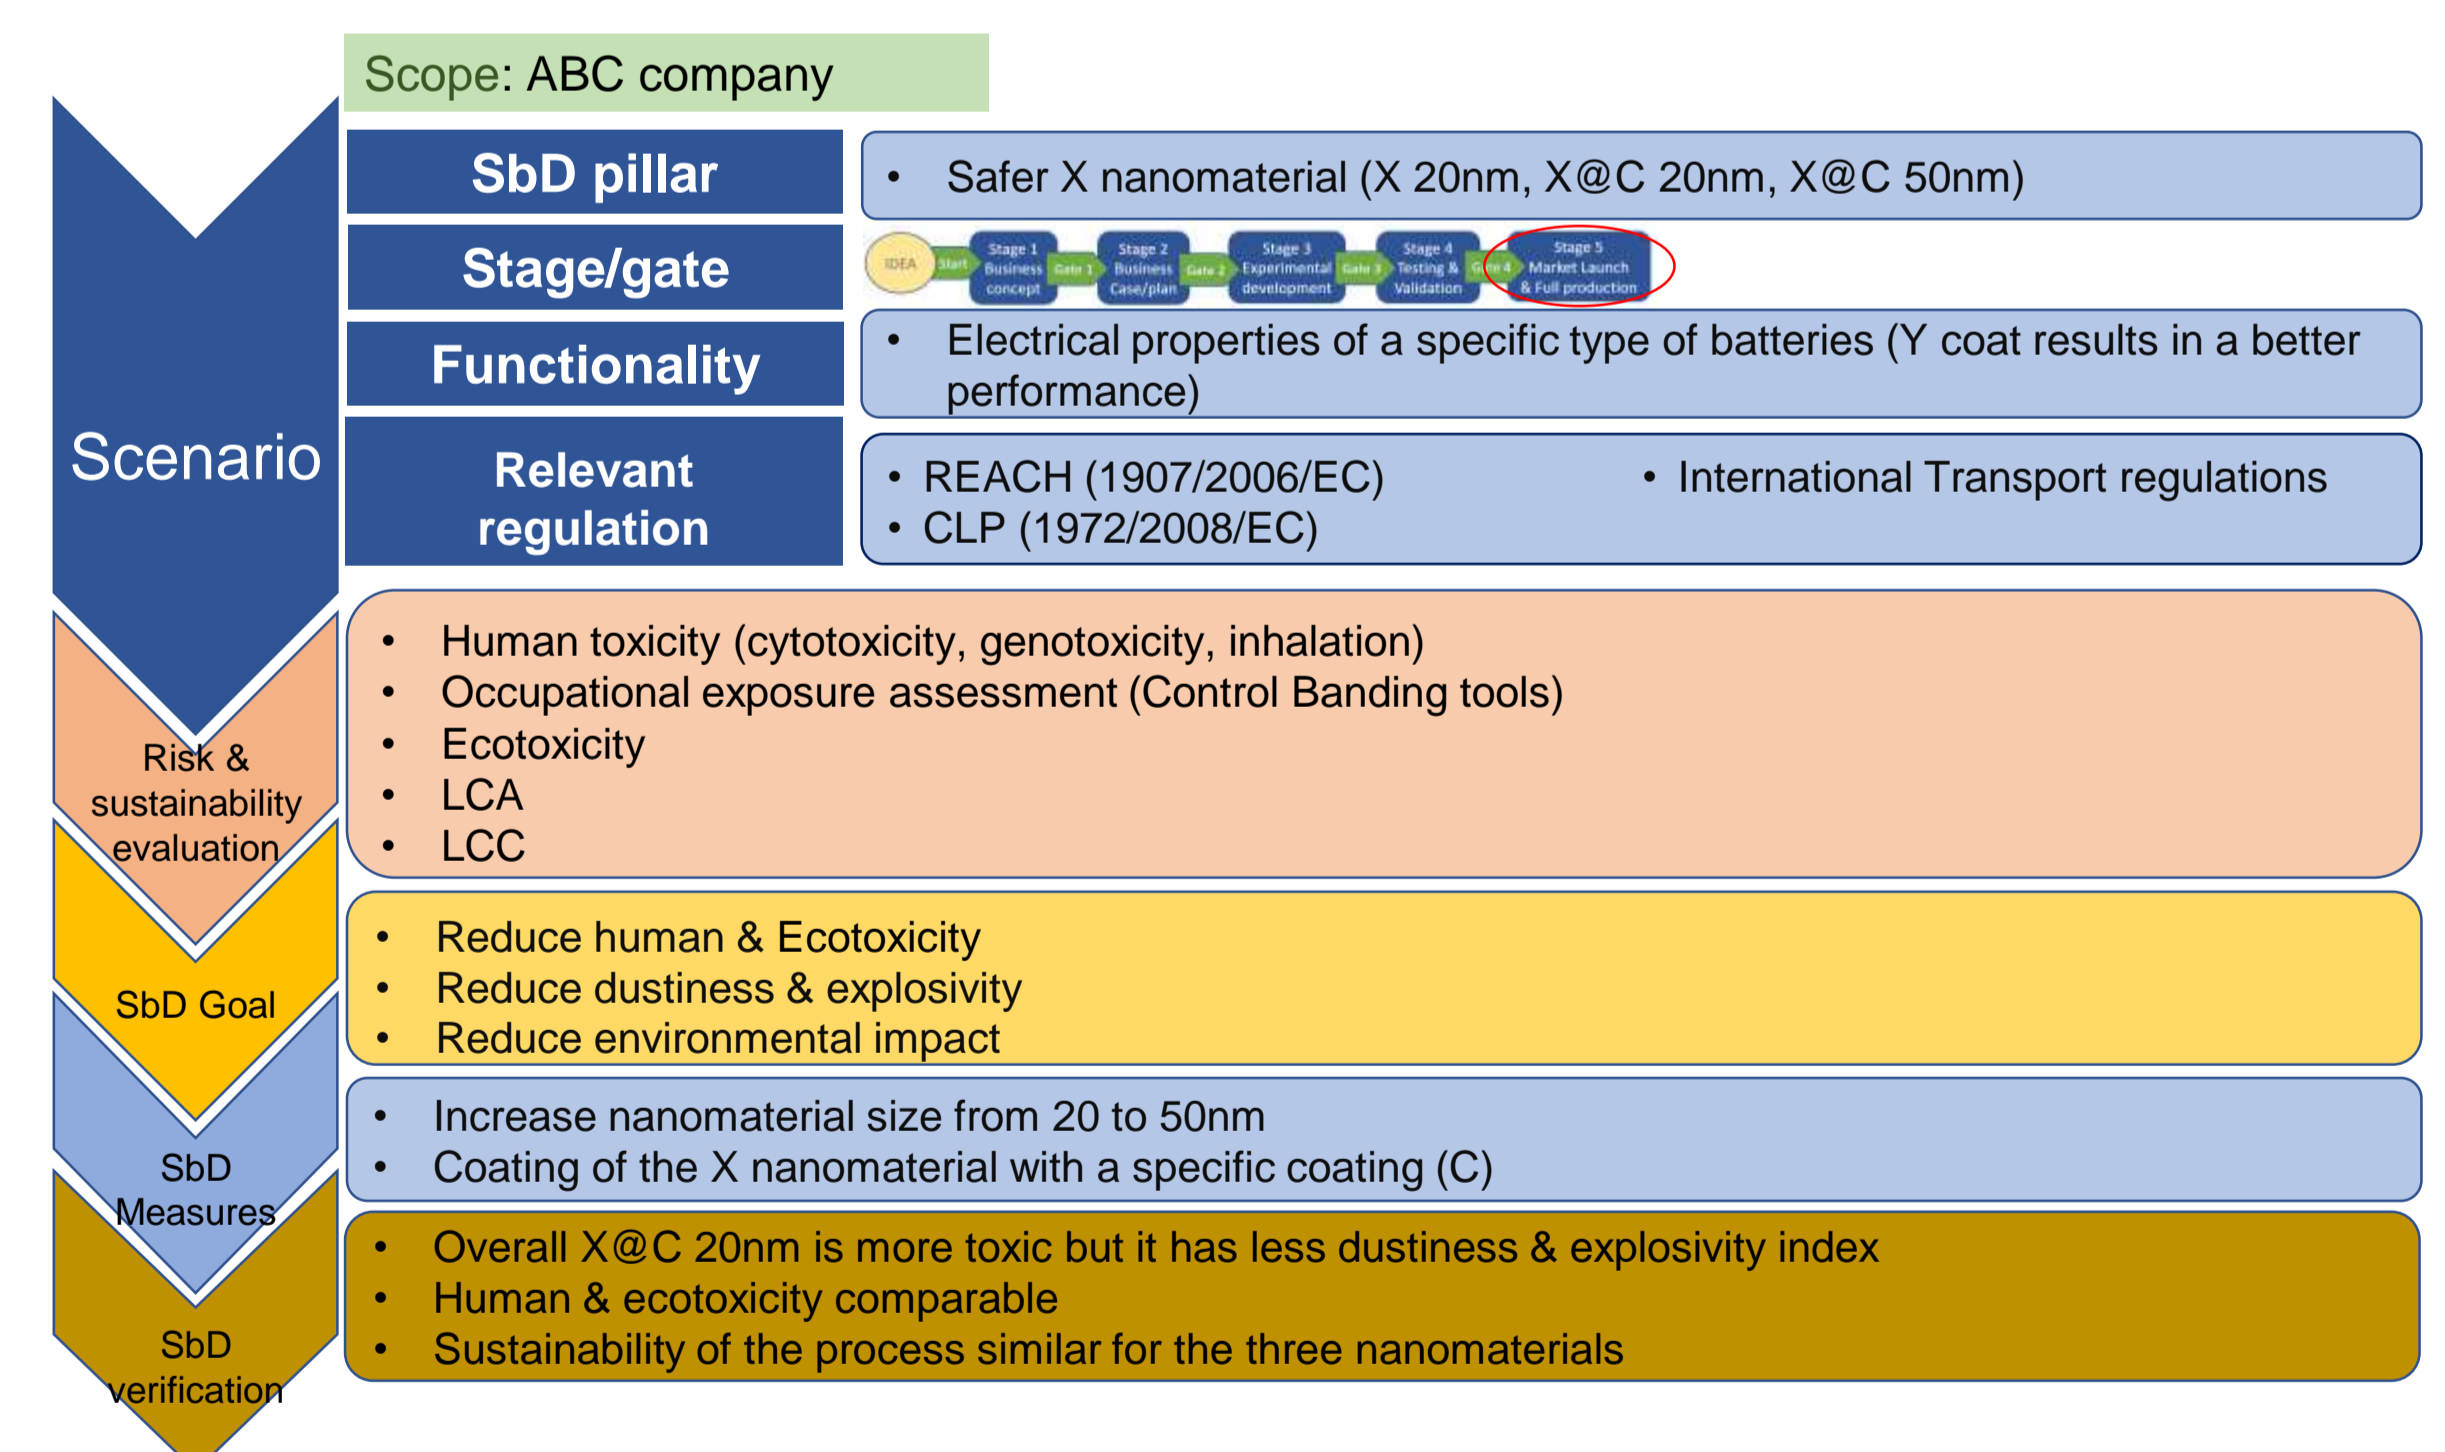 Scope: ABC company
SbD pillar
• Safer X nanomaterial (X 20nm, X@C 20nm, X@C 50nm)
Stage/gate
IDEA
Start
Stage 1
Business
concept
Gate 1
Stage 2
Business
Case/plan
Gate 2
Stage 3
Experimental
development
Gate 3
Stage 4
Testing &
Validation
Gate 4
Stage 5
Market Launch
& Full production
Functionality
• Electrical properties of a specific type of batteries (Y coat results in a better
performance)
Scenario
Relevant
regulation
• REACH (1907/2006/EC)
• CLP (1972/2008/EC)
• International Transport regulations
Risk &
sustainability
evaluation
• Human toxicity (cytotoxicity, genotoxicity, inhalation)
• Occupational exposure assessment (Control Banding tools)
• Ecotoxicity
• LCA
• LCC
SbD Goal
• Reduce human & Ecotoxicity
• Reduce dustiness & explosivity
• Reduce environmental impact
SbD
Measures
• Increase nanomaterial size from 20 to 50nm
• Coating of the X nanomaterial with a specific coating (C)
SbD
verification
• Overall X@C 20nm is more toxic but it has less dustiness & explosivity index
• Human & ecotoxicity comparable
• Sustainability of the process similar for the three nanomaterials